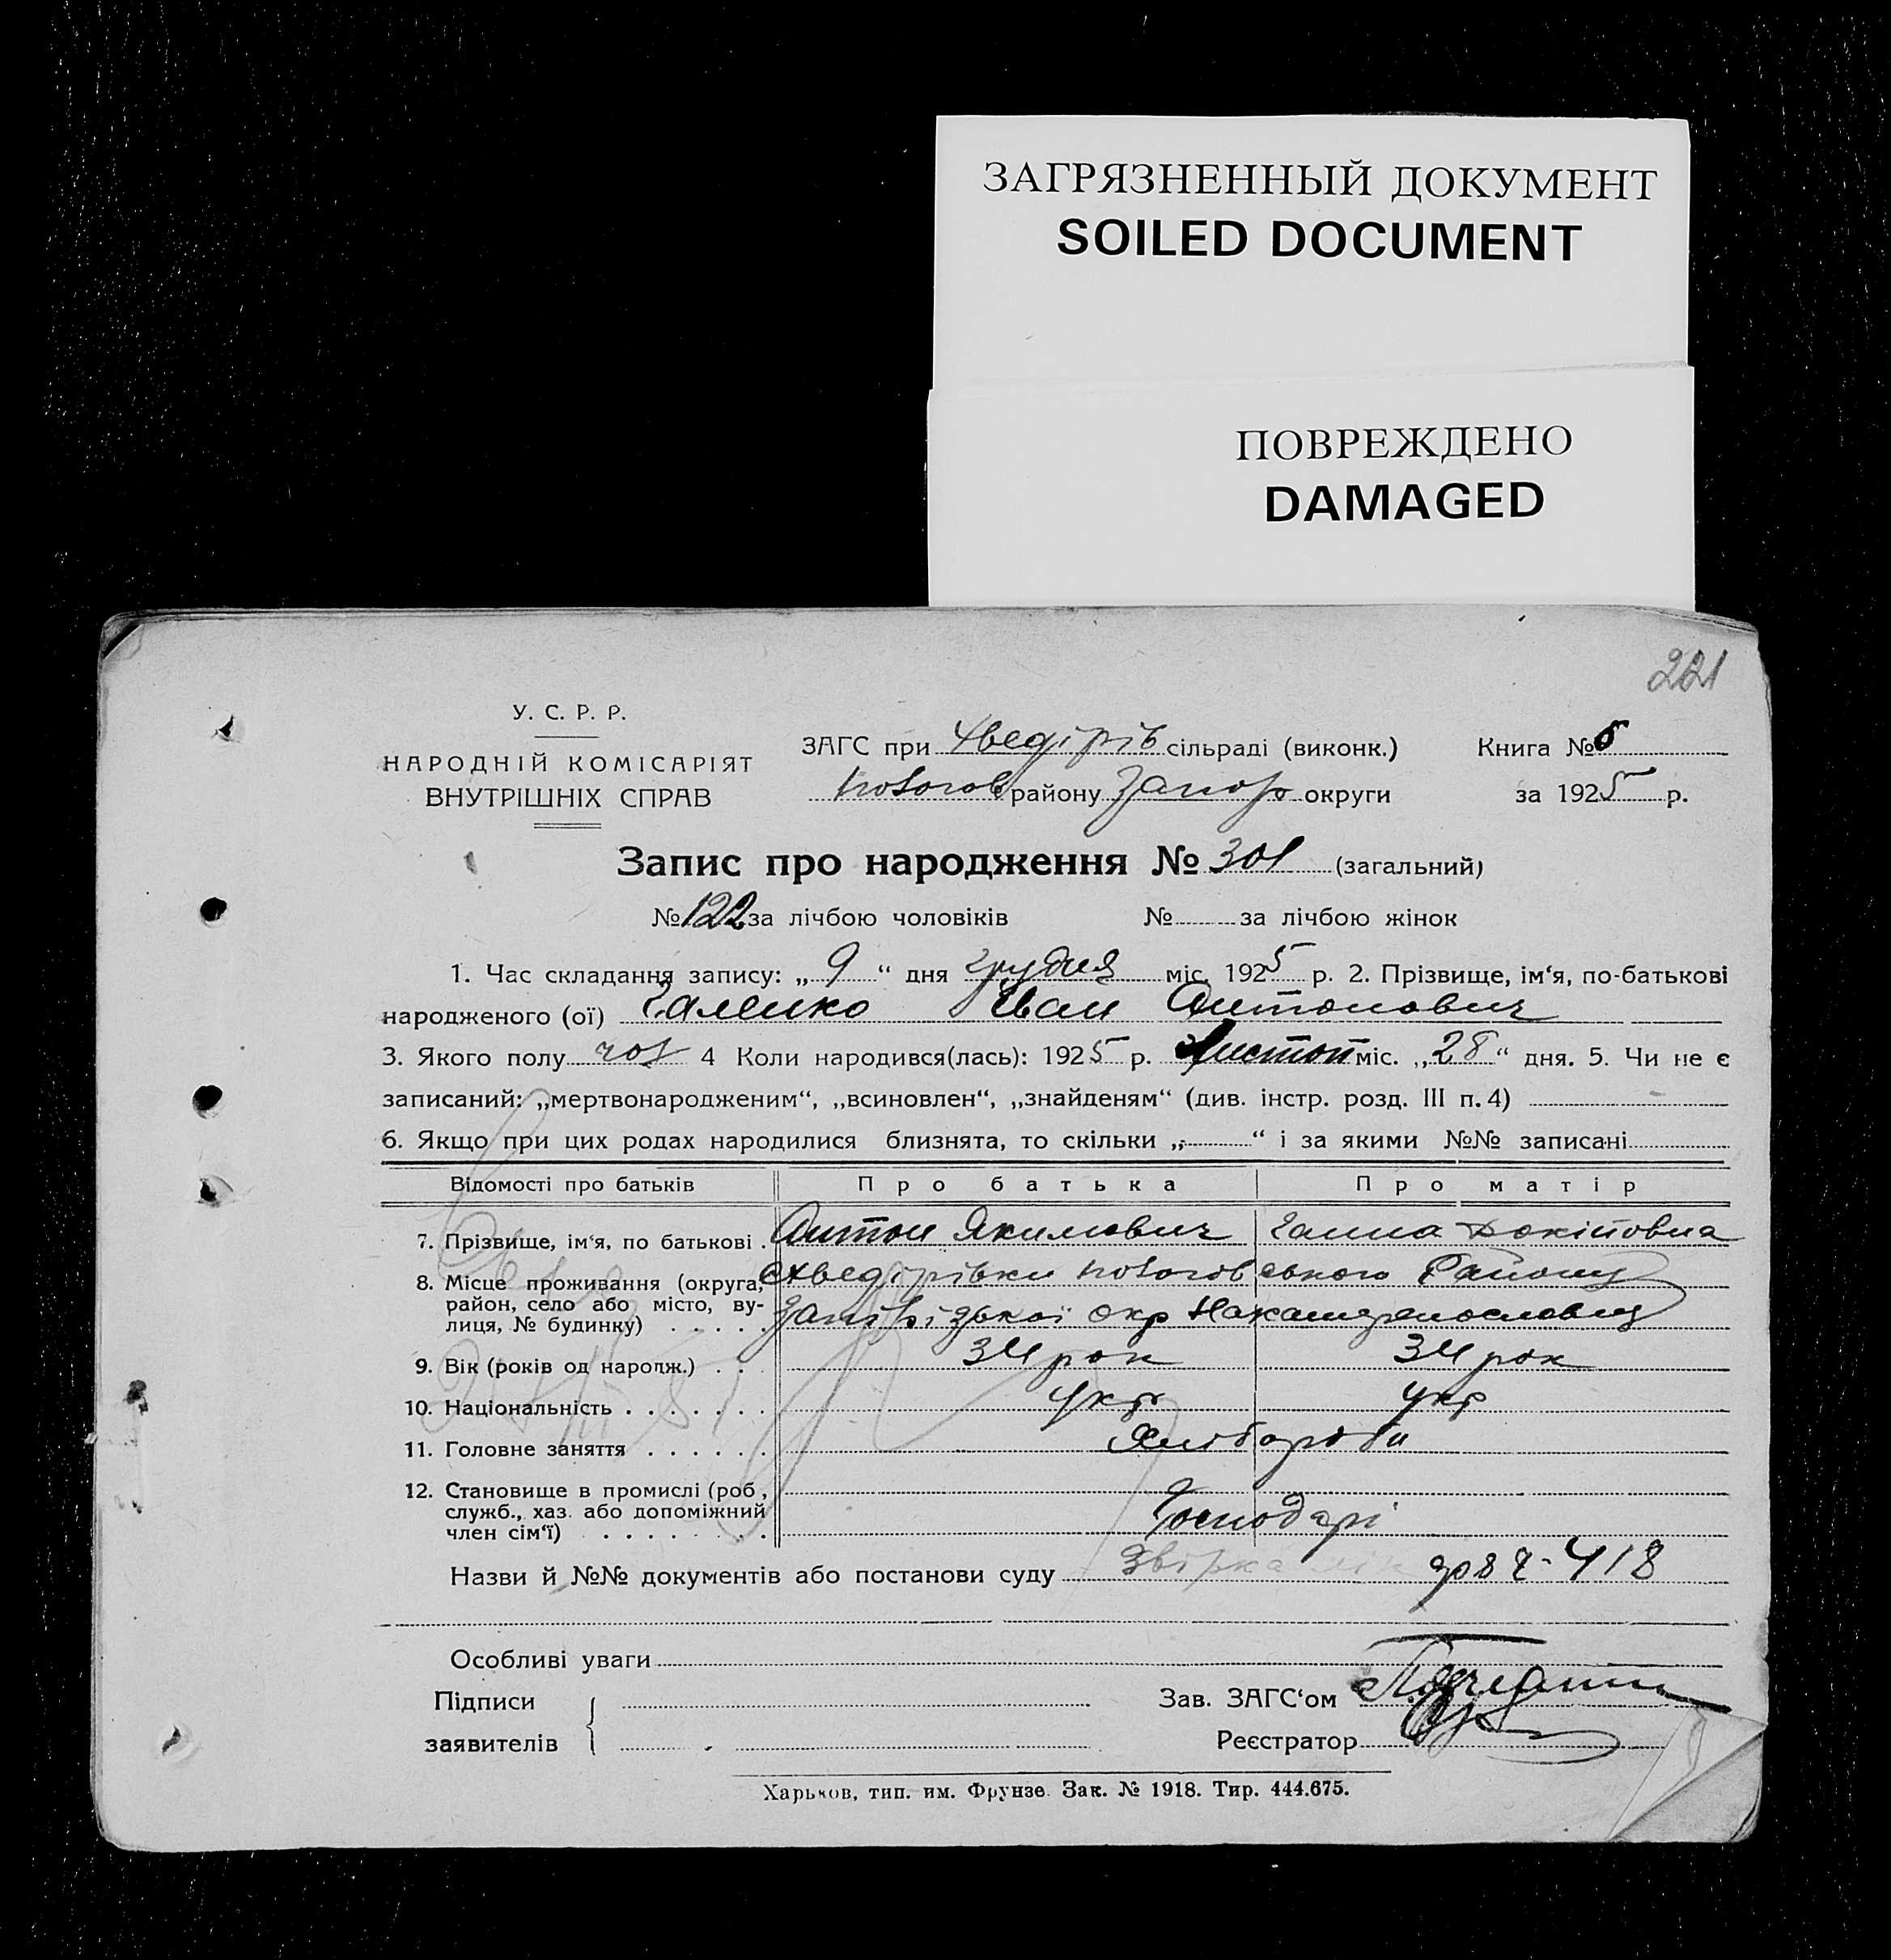 ЗАГРЯЗНЕННЫЙ ДОКУМЕНТ
SOILED DOCUMENT
ПОВРЕЖДЕНО
DAMAGED
221
У. С. Р. Р.
НАРОДНІЙ КОМІСАРІЯТ
ВНУТРІШНІХ СПРАВ
ЗАГС при сільраді (виконк.) Книга №
району Запор округи за 1925 р.
Запис про народження № 301 (загальний)
№ 122 за лічбою чоловіків № за лічбою жінок
1. Час складання запису: „ 9 “ дня грудня міс. 1925 р. 2. Прізвище, ім‘я, по-батькові
народженого (ої) Галенко Іван Антонович
3. Якого полу чол 4 Коли народився(лась): 1925 р. Листоп міс. „ 28 “ дня. 5. Чи не є
записаний: „мертвонародженим“, „всиновлен“, „знайденям“ (див. інстр. розд. III п. 4)
6. Якщо при цих родах народилися близнята, то скільки „ “ і за якими №№ записані
Відомості про батьків Про батька Про матір
7. Прізвище, ім‘я, по батькові . Антон Якимович Ганна
8. Місце проживання (округа, район, село або місто, вулиця, № будинку) . . . . . ського Району
окр
9. Вік (років од народж.) . . . 34 рок 34 рок
10. Національність . . . . . . . укр укр
11. Головне заняття . . . . . . Хлібороби
12. Становище в промислі (роб., служб., хаз. або допоміжний член сім‘ї) . . . . . . . . Господарі
Назви й №№ документів або постанови суду 418
Особливі уваги
Підписи
заявителів
Зав. ЗАГС‘ом
Реєстратор
Харьков, тип. им. Фрунзе. Зак. № 1918. Тир. 444.675.